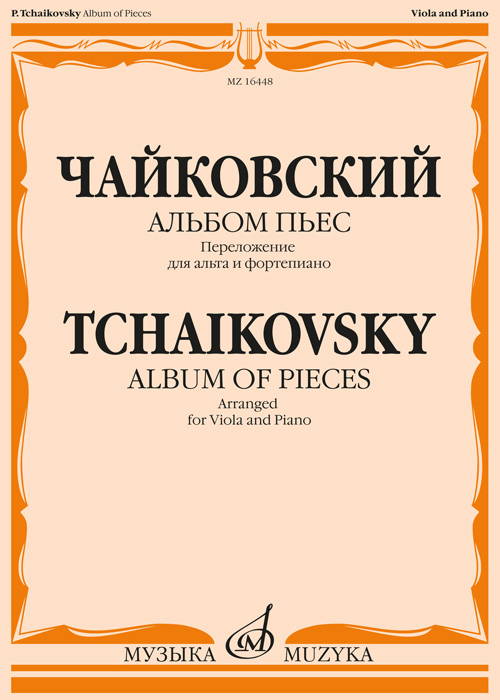 P. Tchaikovsky Album of Pieces Viola and Piano
MZ 16448
ЧАЙКОВСКИЙ
АЛЬБОМ ПЬЕС
Переложение
для альта и фортепиано
TCHAIKOVSKY
ALBUM OF PIECES
Arranged
for Viola and Piano
МУЗЫКА MUZYKA